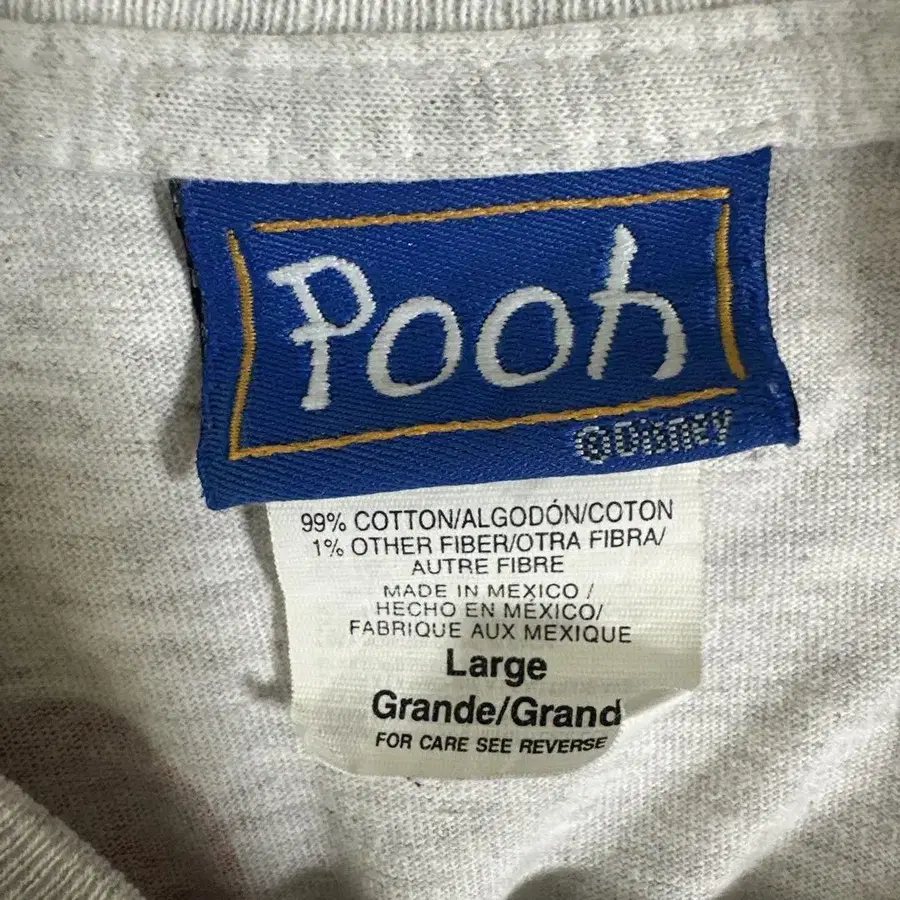 Pooh
©DISNEY
99% COTTON/ALGODÓN/COTON
1% OTHER FIBER/OTRA FIBRA/
AUTRE FIBRE
MADE IN MEXICO /
HECHO EN MÉXICO/
FABRIQUE AUX MEXIQUE
Large
Grande/Grand
FOR CARE SEE REVERSE